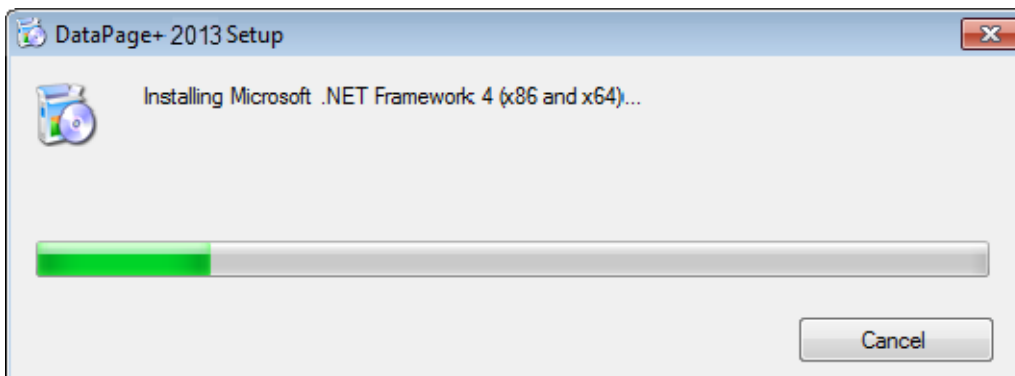 DataPage+ 2013 Setup
Installing Microsoft .NET Framework 4 (x86 and x64)...
Cancel